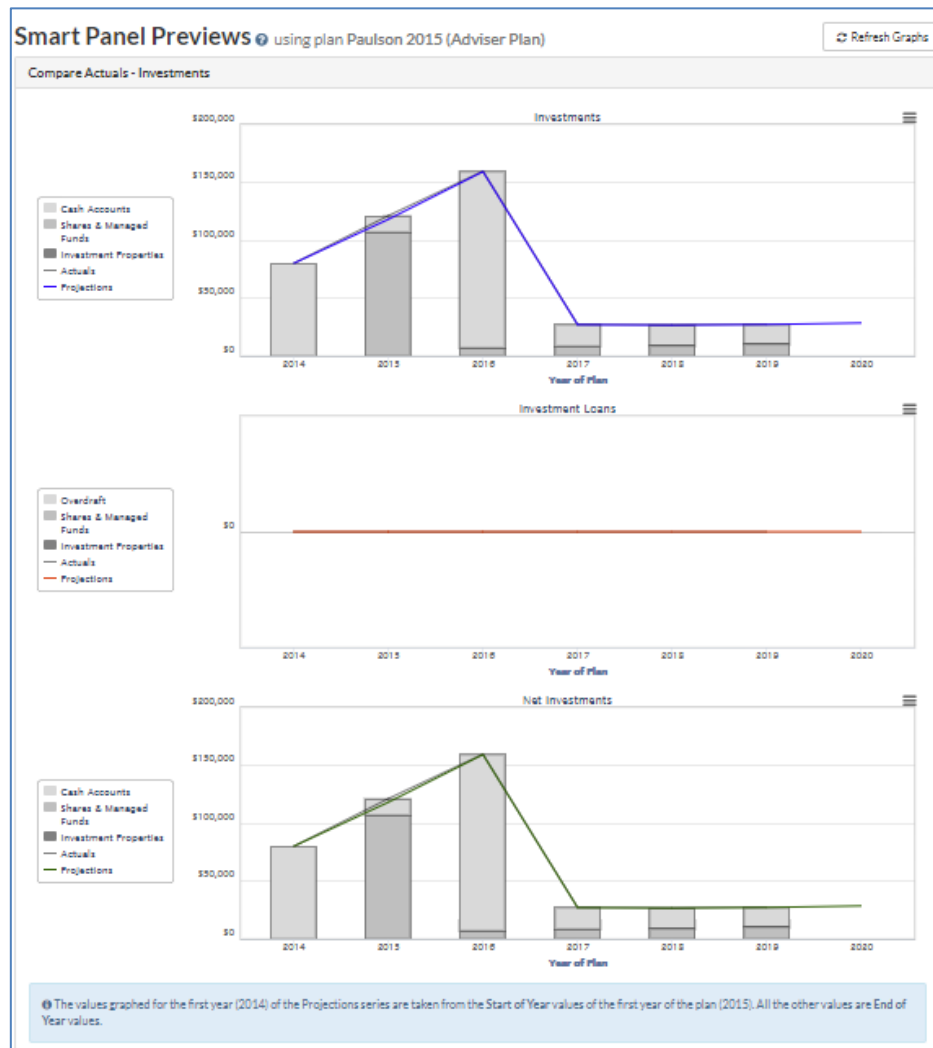 Smart Panel Previews using plan Paulson 2015 (Adviser Plan)
Refresh Graphs
Compare Actuals - Investments
Investments
$200,000
$150,000
$100,000
$50,000
$0
Cash Accounts
Shares & Managed
Funds
Investment Properties
Actuals
Projections
2014 2015 2016 2017 2018 2019 2020
Year of Plan
Investment Loans
$0
Overdraft
Shares & Managed
Funds
Investment Properties
Actuals
Projections
2014 2015 2016 2017 2018 2019 2020
Year of Plan
Net Investments
$200,000
$150,000
$100,000
$50,000
$0
Cash Accounts
Shares & Managed
Funds
Investment Properties
Actuals
Projections
2014 2015 2016 2017 2018 2019 2020
Year of Plan
The values graphed for the first year (2014) of the Projections series are taken from the Start of Year values of the first year of the plan (2015). All the other values are End of
Year values.